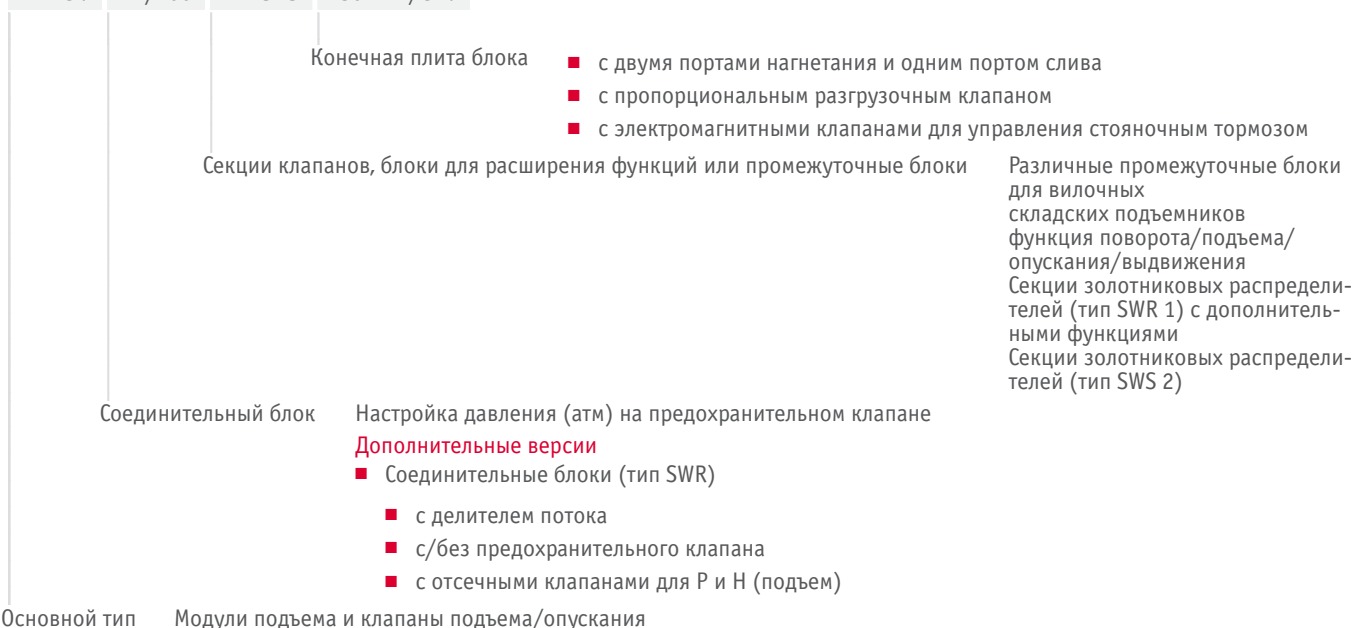 Конечная плита блока
с двумя портами нагнетания и одним портом слива
с пропорциональным разгрузочным клапаном
с электромагнитными клапанами для управления стояночным тормозом
Секции клапанов, блоки для расширения функций или промежуточные блоки
Различные промежуточные блоки
для вилочных
складских подъемников
функция поворота/подъема/
опускания/выдвижения
Секции золотниковых распредели-
телей (тип SWR 1) с дополнитель-
ными функциями
Секции золотниковых распредели-
телей (тип SWS 2)
Соединительный блок
Настройка давления (атм) на предохранительном клапане
Дополнительные версии
Соединительные блоки (тип SWR)
с делителем потока
с/без предохранительного клапана
с отсечными клапанами для P и H (подъем)
Основной тип
Модули подъема и клапаны подъема/опускания